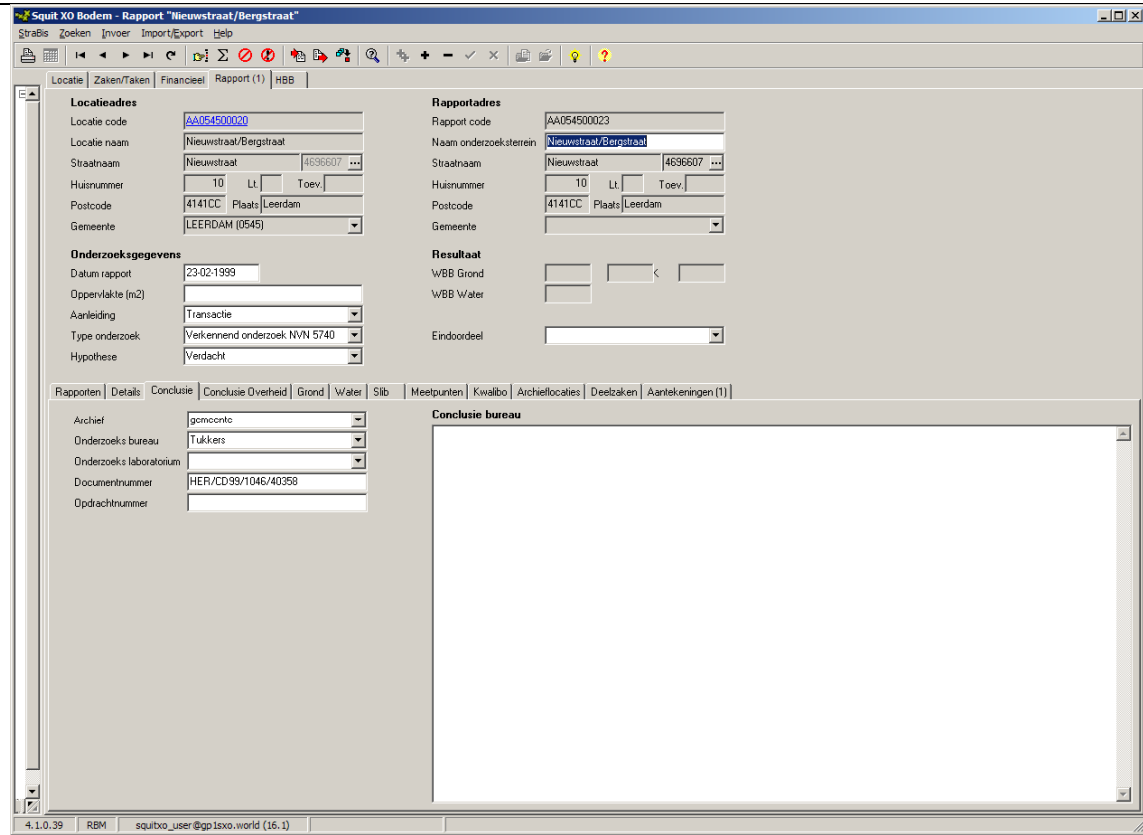 Squit XO Bodem - Rapport "Nieuwstraat/Bergstraat"
StraBis Zoeken Invoer Import/Export Help
Locatie Zaken/Taken Financieel Rapport (1) HBB
Locatieadres
Locatie code AA054500020
Locatie naam Nieuwstraat/Bergstraat
Straatnaam Nieuwstraat 4696607 ...
Huisnummer 10 Lt. Toev.
Postcode 4141CC Plaats Leerdam
Gemeente LEERDAM (0545)
Rapportadres
Rapport code AA054500023
Naam onderzoeksterrein Nieuwstraat/Bergstraat
Straatnaam Nieuwstraat 4696607 ...
Huisnummer 10 Lt. Toev.
Postcode 4141CC Plaats Leerdam
Gemeente
Onderzoeksgegevens
Datum rapport 23-02-1999
Oppervlakte (m2)
Aanleiding Transactie
Type onderzoek Verkennend onderzoek NVN 5740
Hypothese Verdacht
Resultaat
WBB Grond <
WBB Water
Eindoordeel
Rapporten Details Conclusie Conclusie Overheid Grond Water Slib Meetpunten Kwalibo Archieflocaties Deelzaken Aantekeningen (1)
Archief gemeente
Onderzoeks bureau Tukkers
Onderzoeks laboratorium
Documentnummer HER/CD99/1046/40358
Opdrachtnummer
Conclusie bureau
4.1.0.39 RBM squitxo_user@gp1sxo.world (16.1)